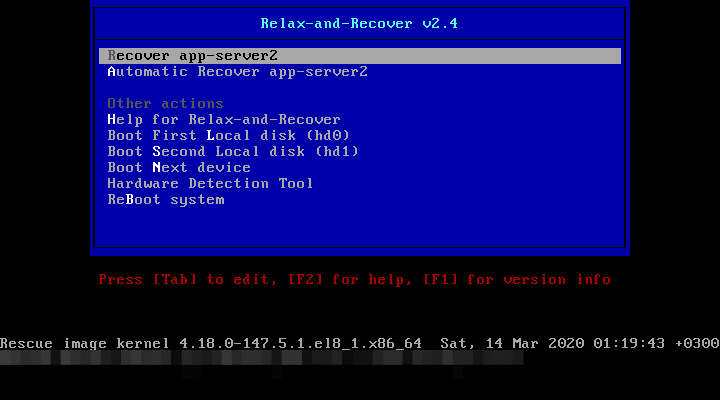 Relax-and-Recover v2.4
Recover app-server2
Automatic Recover app-server2
Other actions
Help for Relax-and-Recover
Boot First Local disk (hd0)
Boot Second Local disk (hd1)
Boot Next device
Hardware Detection Tool
ReBoot system
Press [Tab] to edit, [F2] for help, [F1] for version info
Rescue image kernel 4.18.0-147.5.1.el8_1.x86_64  Sat, 14 Mar 2020 01:19:43 +0300